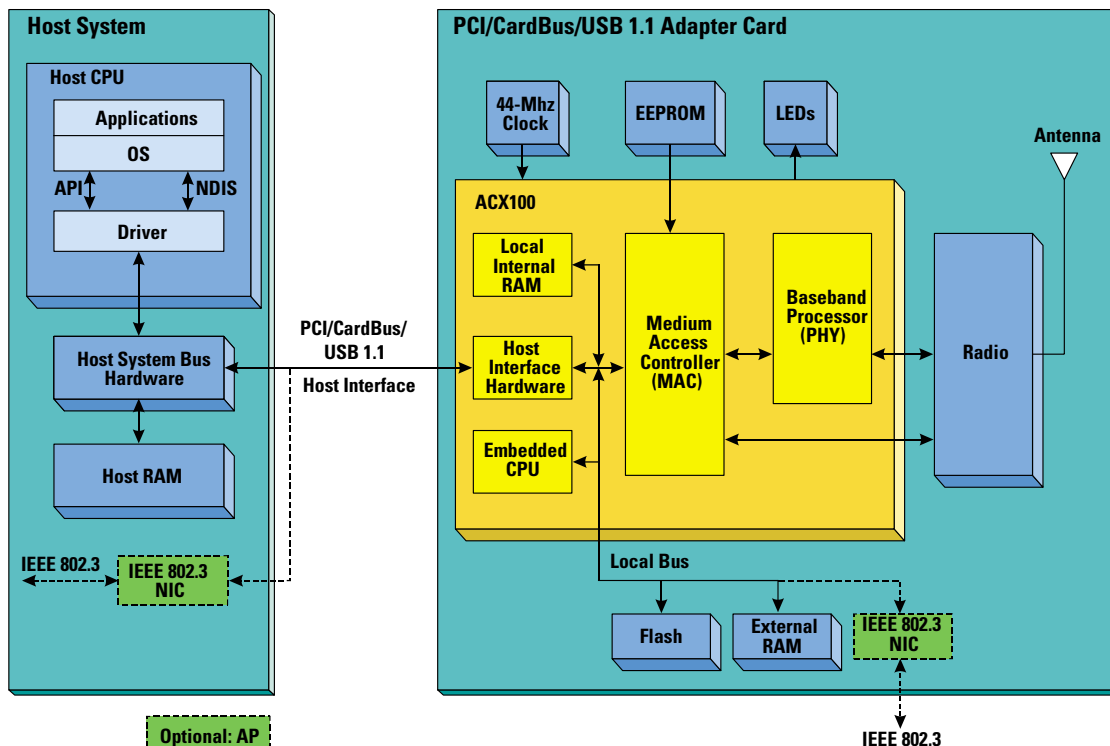 Host System
Host CPU
Applications
OS
API
NDIS
Driver
Host System Bus
Hardware
Host RAM
IEEE 802.3
IEEE 802.3
NIC
Optional: AP
PCI/CardBus/
USB 1.1
Host Interface
PCI/CardBus/USB 1.1 Adapter Card
44-Mhz
Clock
EEPROM
LEDs
Antenna
ACX100
Local
Internal
RAM
Host
Interface
Hardware
Embedded
CPU
Medium
Access
Controller
(MAC)
Baseband
Processor
(PHY)
Radio
Local Bus
Flash
External
RAM
IEEE 802.3
NIC
IEEE 802.3